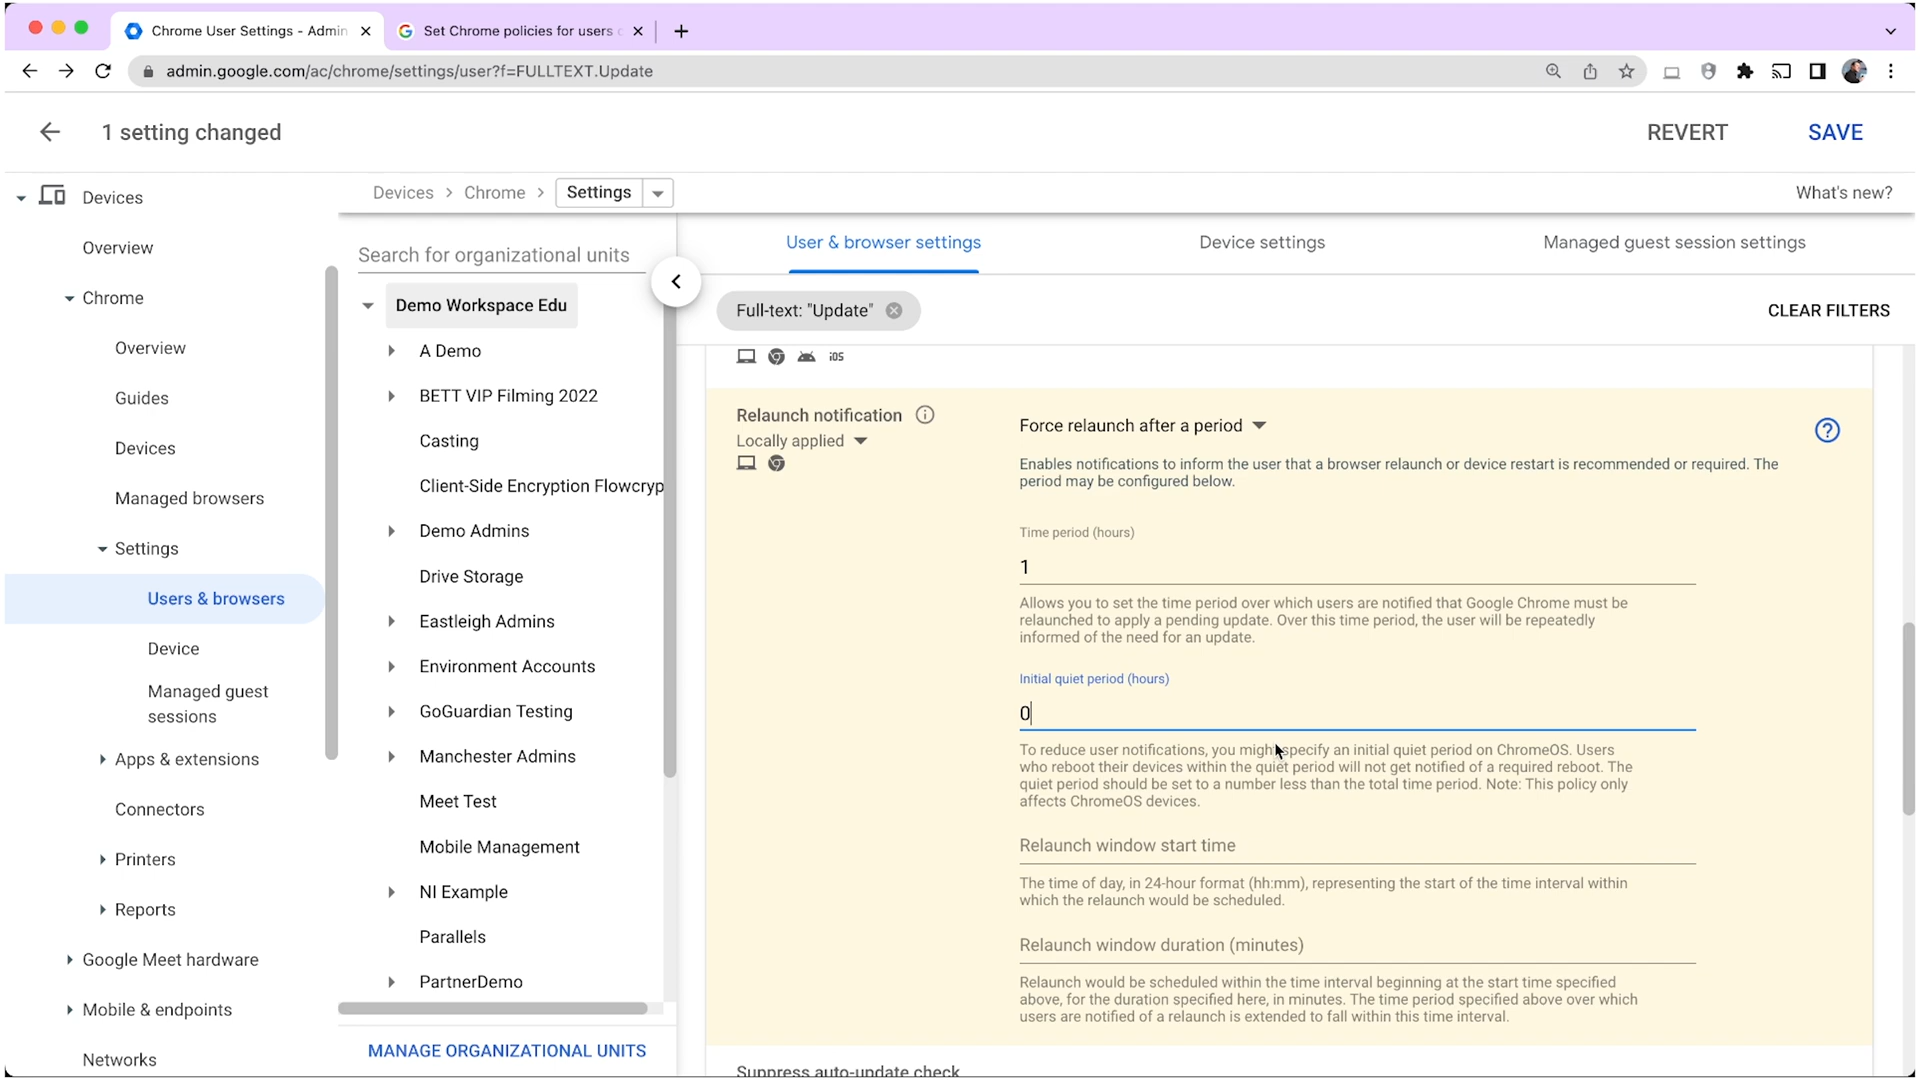 Chrome User Settings - Admin
Set Chrome policies for users
admin.google.com/ac/chrome/settings/user?f=FULLTEXT.Update
1 setting changed
REVERT
SAVE
Devices
Overview
Chrome
Overview
Guides
Devices
Managed browsers
Settings
Users & browsers
Device
Managed guest
sessions
Apps & extensions
Connectors
Printers
Reports
Google Meet hardware
Mobile & endpoints
Networks
Devices > Chrome > Settings
What's new?
Search for organizational units
Demo Workspace Edu
A Demo
BETT VIP Filming 2022
Casting
Client-Side Encryption Flowcryp
Demo Admins
Drive Storage
Eastleigh Admins
Environment Accounts
GoGuardian Testing
Manchester Admins
Meet Test
Mobile Management
NI Example
Parallels
PartnerDemo
MANAGE ORGANIZATIONAL UNITS
User & browser settings
Device settings
Managed guest session settings
Full-text: "Update"
CLEAR FILTERS
iOS
Relaunch notification
Locally applied
Force relaunch after a period
Enables notifications to inform the user that a browser relaunch or device restart is recommended or required. The
period may be configured below.
Time period (hours)
1
Allows you to set the time period over which users are notified that Google Chrome must be
relaunched to apply a pending update. Over this time period, the user will be repeatedly
informed of the need for an update.
Initial quiet period (hours)
0
To reduce user notifications, you might specify an initial quiet period on ChromeOS. Users
who reboot their devices within the quiet period will not get notified of a required reboot. The
quiet period should be set to a number less than the total time period. Note: This policy only
affects ChromeOS devices.
Relaunch window start time
The time of day, in 24-hour format (hh:mm), representing the start of the time interval within
which the relaunch would be scheduled.
Relaunch window duration (minutes)
Relaunch would be scheduled within the time interval beginning at the start time specified
above, for the duration specified here, in minutes. The time period specified above over which
users are notified of a relaunch is extended to fall within this time interval.
Suppress auto-update check